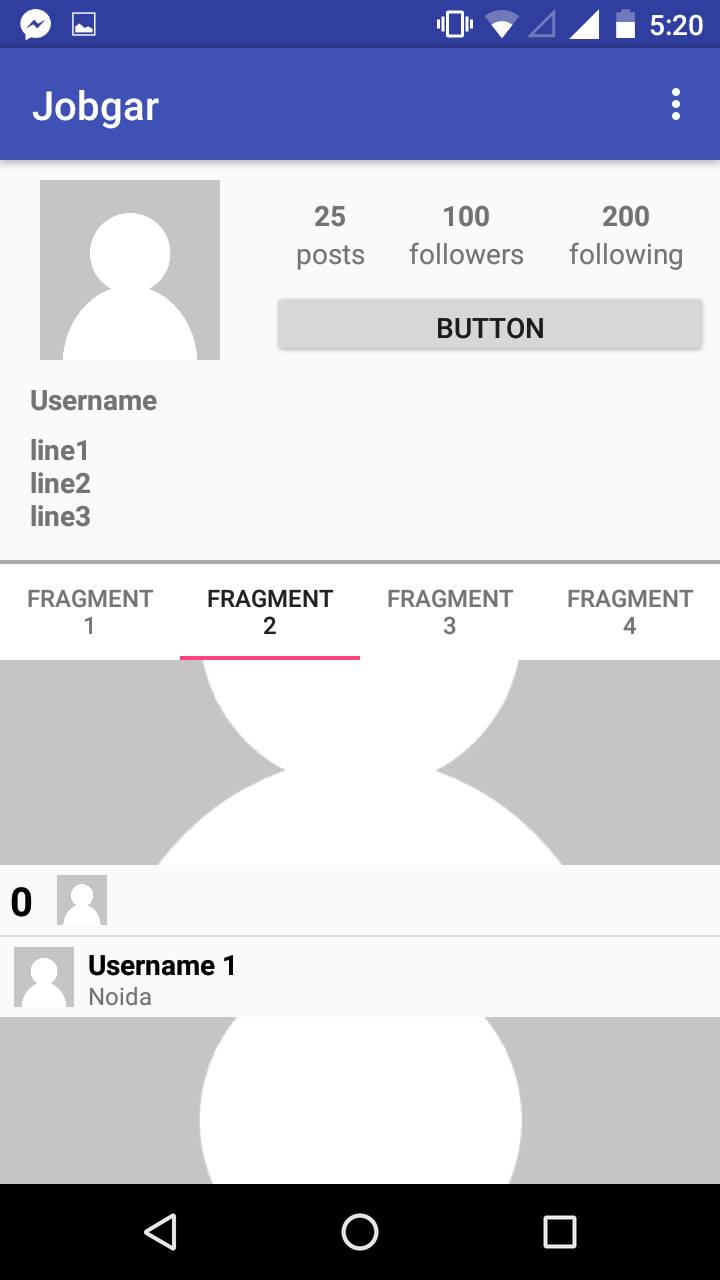 5:20
Jobgar
25 100 200
posts followers following
BUTTON
Username
line1
line2
line3
FRAGMENT 1
FRAGMENT 2
FRAGMENT 3
FRAGMENT 4
0
Username 1
Noida